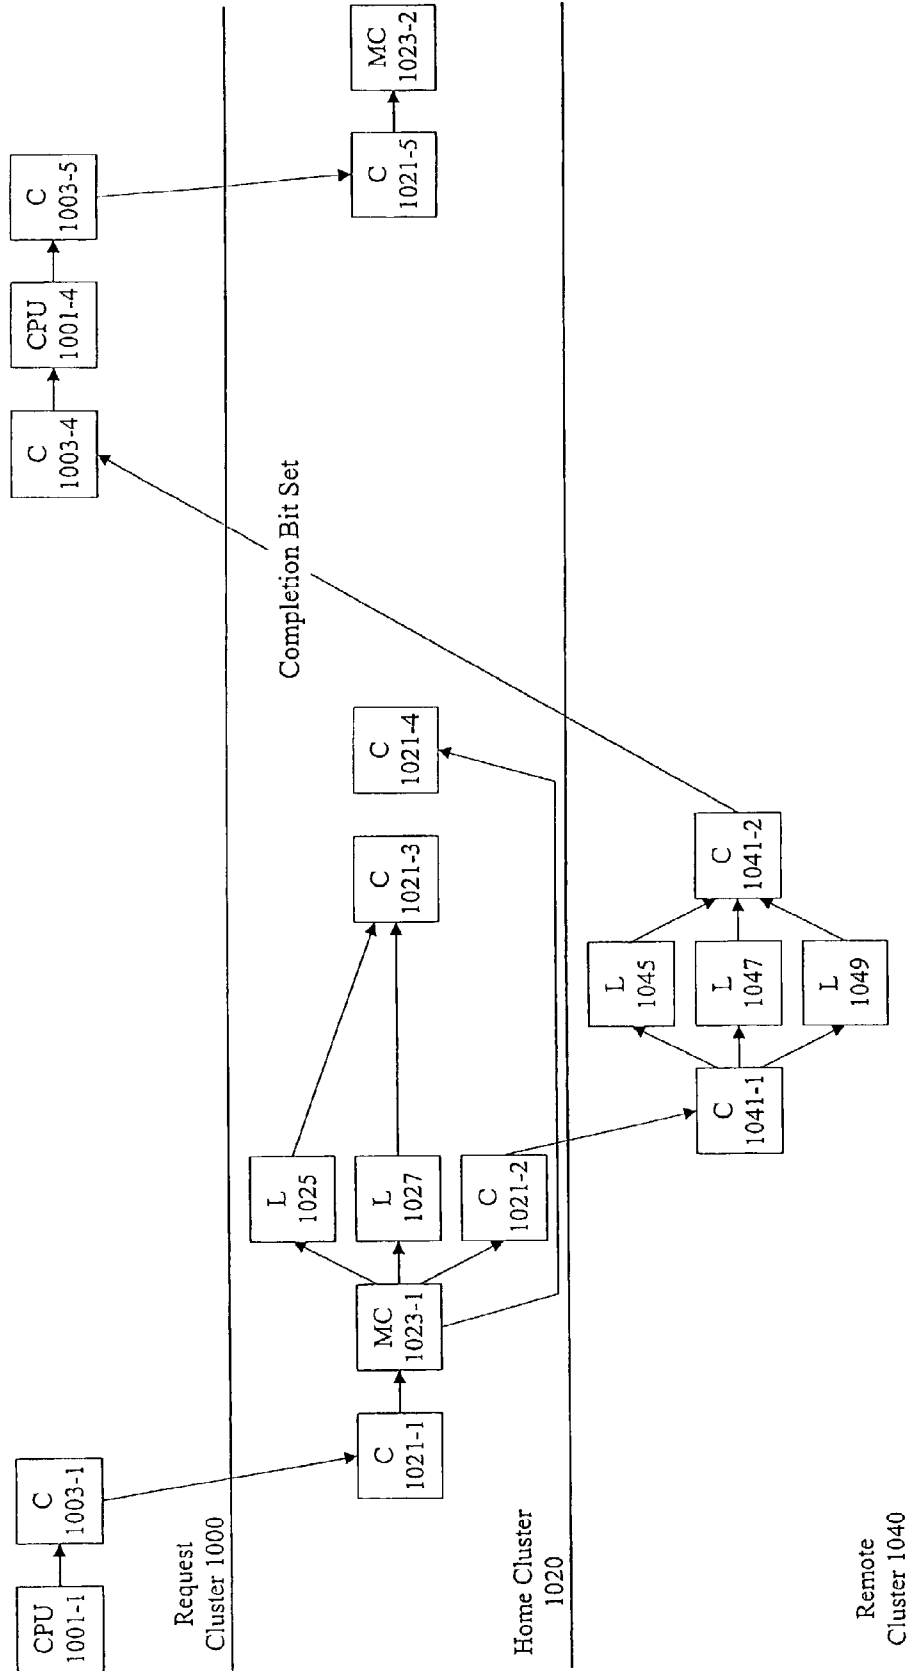 CPU
1001-1
C
1003-1
C
1003-4
CPU
1001-4
C
1003-5
Request
Cluster 1000
C
1021-1
MC
1023-1
L
1025
L
1027
C
1021-2
C
1021-3
C
1021-4
Completion Bit Set
C
1021-5
MC
1023-2
Home Cluster
1020
C
1041-1
L
1045
L
1047
L
1049
C
1041-2
Remote
Cluster 1040